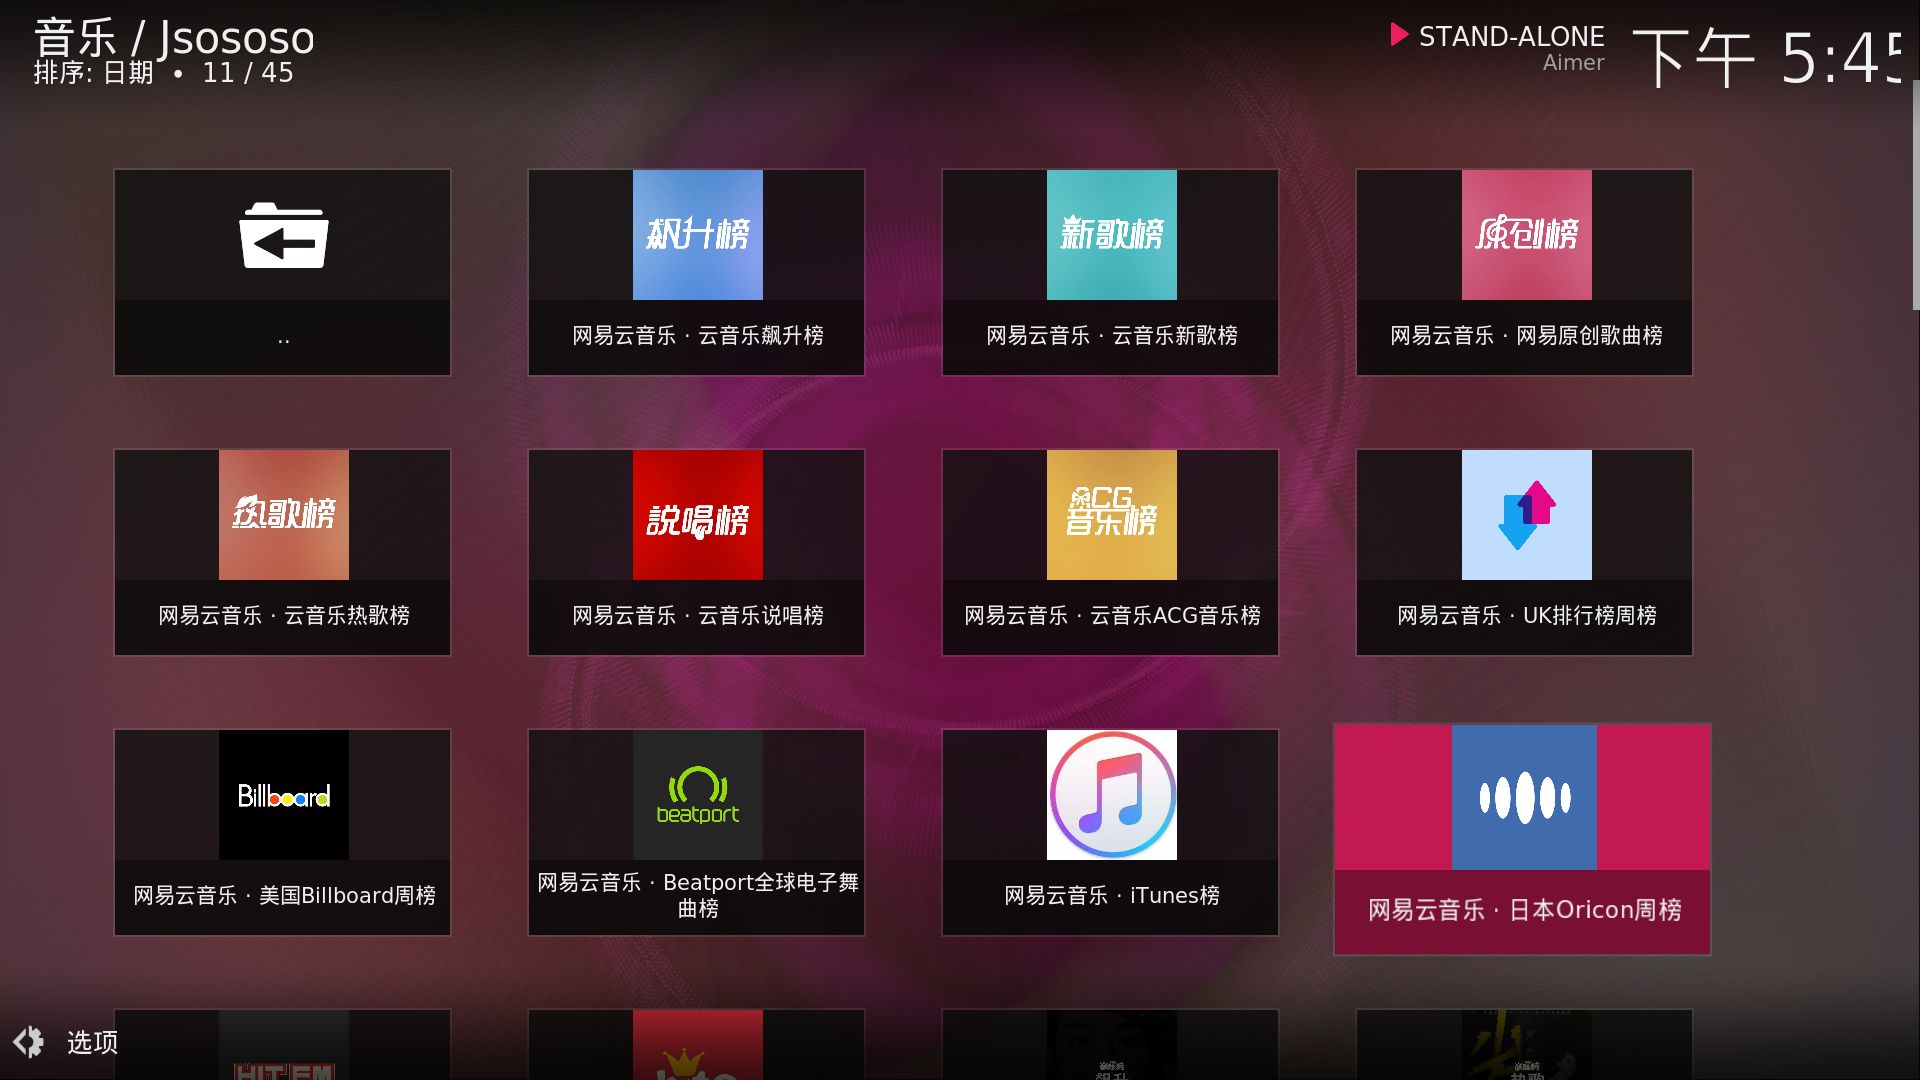 音乐 / Jsososo
排序: 日期 • 11 / 45
STAND-ALONE
Aimer
下午 5:45
飙升榜
新歌榜
原创榜
..
网易云音乐 · 云音乐飙升榜
网易云音乐 · 云音乐新歌榜
网易云音乐 · 网易原创歌曲榜
热歌榜
説唱榜
ACG
音乐榜
网易云音乐 · 云音乐热歌榜
网易云音乐 · 云音乐说唱榜
网易云音乐 · 云音乐ACG音乐榜
网易云音乐 · UK排行榜周榜
Billboard
beatport
网易云音乐 · 美国Billboard周榜
网易云音乐 · Beatport全球电子舞
曲榜
网易云音乐 · iTunes榜
网易云音乐 · 日本Oricon周榜
选项
HIT FM